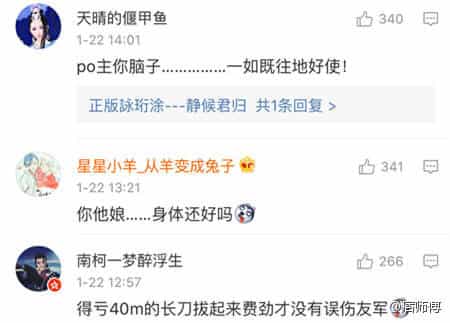 天晴的偃甲鱼
340
1-22 14:01
po主你脑子……………一如既往地好使！
正版詠珩涂---静候君归 共1条回复 >
星星小羊_从羊变成兔子
341
1-22 13:21
你他娘……身体还好吗
南柯一梦醉浮生
266
1-22 12:57
得亏40m的长刀拔起来费劲才没有误伤友军